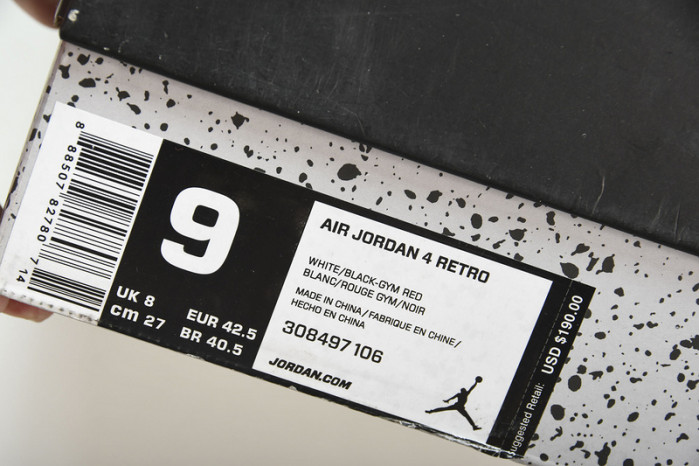 8 88507 82780 7 14
9
UK 8
Cm 27
EUR 42.5
BR 40.5
AIR JORDAN 4 RETRO
WHITE/BLACK-GYM RED
BLANC/ROUGE GYM/NOIR
MADE IN CHINA/FABRIQUE EN CHINE/
HECHO EN CHINA
308497106
JORDAN.COM
Suggested Retail: USD $190.00